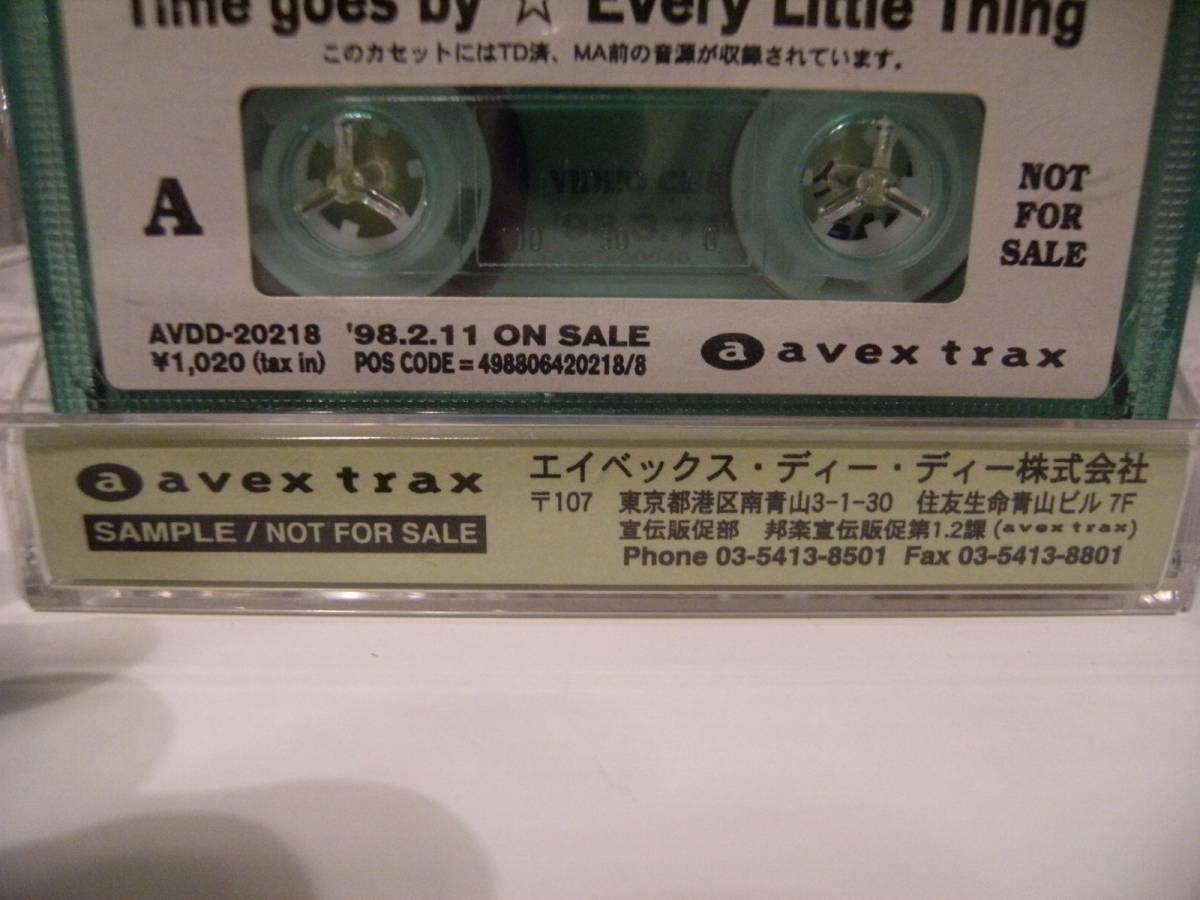 Time goes by ☆ Every Little Thing
このカセットにはTD済、MA前の音源が収録されています。
A
NOT
FOR
SALE
100 50 0
AVDD-20218 '98.2.11 ON SALE
¥1,020 (tax in) POS CODE=498806420218/8
a avex trax
a avex trax
SAMPLE / NOT FOR SALE
エイベックス・ディー・ディー株式会社
〒107 東京都港区南青山3-1-30 住友生命青山ビル 7F
宣伝販促部 邦楽宣伝販促第1.2課 (avex trax)
Phone 03-5413-8501 Fax 03-5413-8801